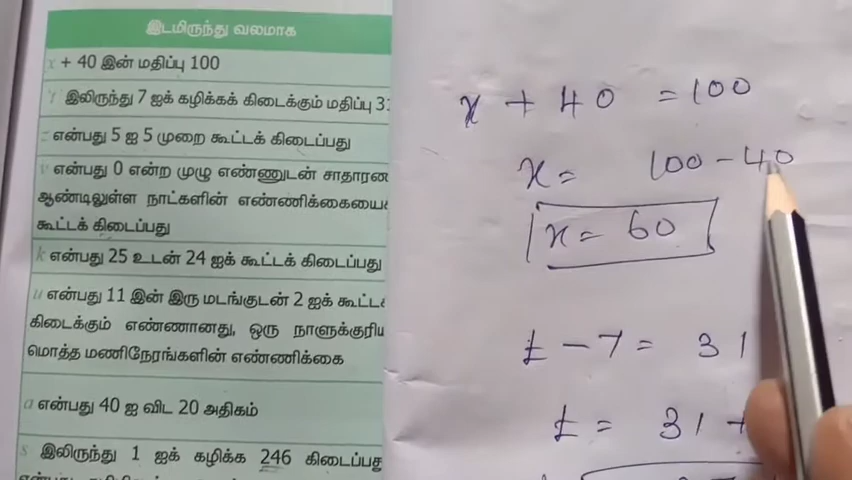 இடமிருந்து வலமாக
x + 40 இன் மதிப்பு 100
இலிருந்து 7 ஐக் கழிக்கக் கிடைக்கும் மதிப்பு 31
z என்பது 5 ஐ 5 முறை கூட்டக் கிடைப்பது
v என்பது 0 என்ற முழு எண்ணுடன் சாதாரண
ஆண்டிலுள்ள நாட்களின் எண்ணிக்கையை
கூட்டக் கிடைப்பது
k என்பது 25 உடன் 24 ஐக் கூட்டக் கிடைப்பது
u என்பது 11 இன் இரு மடங்குடன் 2 ஐக் கூட்ட
கிடைக்கும் எண்ணானது, ஒரு நாளுக்குரிய
மொத்த மணிநேரங்களின் எண்ணிக்கை
a என்பது 40 ஐ விட 20 அதிகம்
s இலிருந்து 1 ஐக் கழிக்க 246 கிடைப்பது
x + 40 = 100
x = 100 - 40
x = 60
t - 7 = 31
t = 31 +